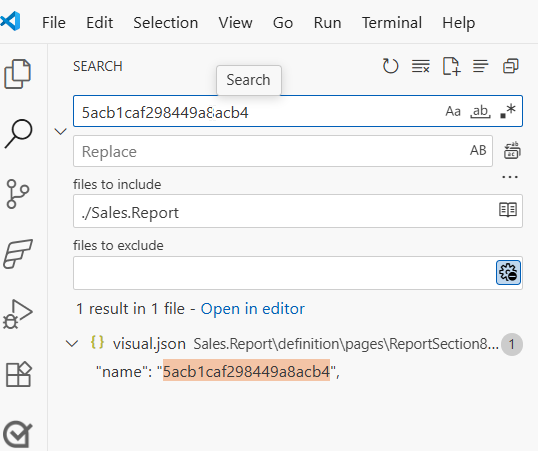 File Edit Selection View Go Run Terminal Help
SEARCH
Search
5acb1caf298449a8acb4
Aa ab .*
Replace
AB
...
files to include
./Sales.Report
files to exclude
1 result in 1 file - Open in editor
{} visual.json Sales.Report\definition\pages\ReportSection8... 1
"name": "5acb1caf298449a8acb4",